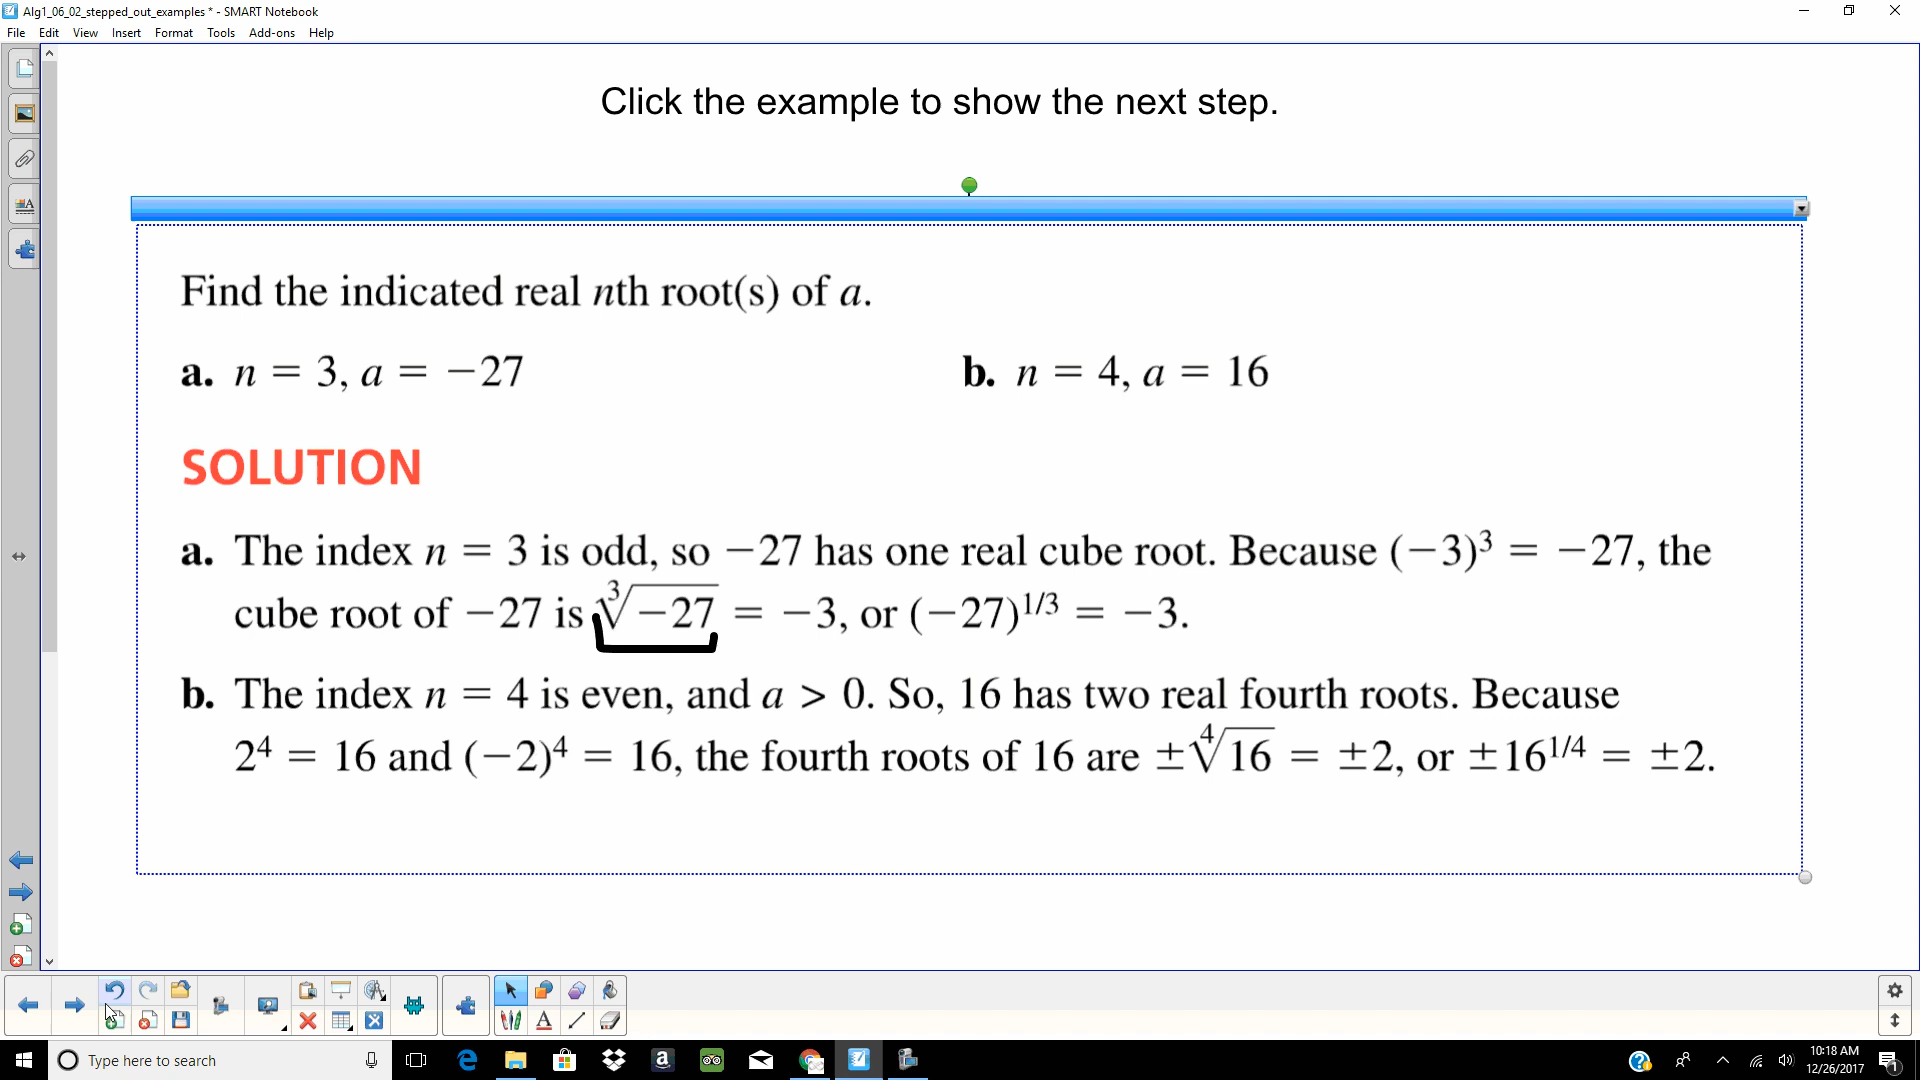 Alg1_06_02_stepped_out_examples * - SMART Notebook
File Edit View Insert Format Tools Add-ons Help
Click the example to show the next step.
Find the indicated real nth root(s) of a.
a. n = 3, a = −27
b. n = 4, a = 16
SOLUTION
a. The index n = 3 is odd, so −27 has one real cube root. Because (−3)³ = −27, the
cube root of −27 is ∛−27 = −3, or (−27)^1/3 = −3.
b. The index n = 4 is even, and a > 0. So, 16 has two real fourth roots. Because
2⁴ = 16 and (−2)⁴ = 16, the fourth roots of 16 are ±∜16 = ±2, or ±16^1/4 = ±2.
Type here to search
10:18 AM
12/26/2017
1